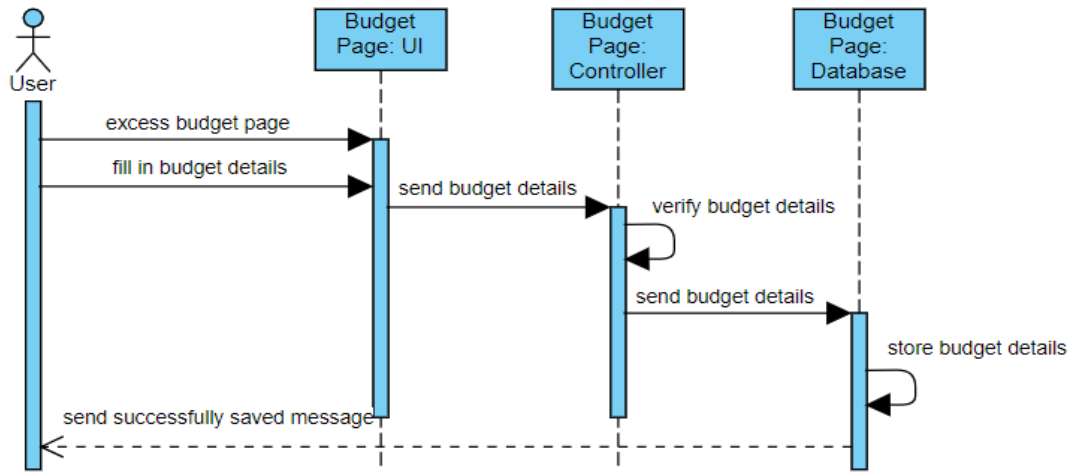 User
Budget
Page: UI
Budget
Page:
Controller
Budget
Page:
Database
excess budget page
fill in budget details
send budget details
verify budget details
send budget details
store budget details
send successfully saved message